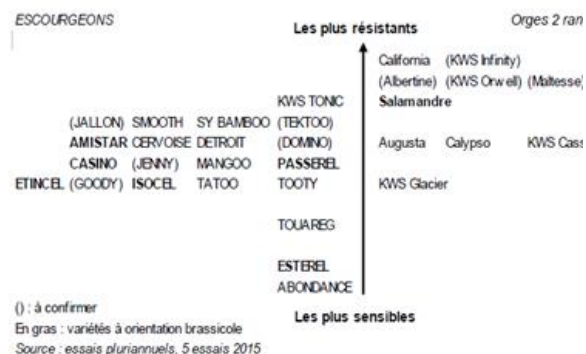 ESCOURGEONS Les plus résistants Orges 2 ran
California (KWS Infinity)
(Albertine) (KWS Orwell) (Maltesse)
KWS TONIC Salamandre
(JALLON) SMOOTH SY BAMBOO (TEKTOO)
AMISTAR CERVOISE DETROIT (DOMINO) Augusta Calypso KWS Cass
CASINO (JENNY) MANGOO PASSEREL
ETINCEL (GOODY) ISOCEL TATOO TOOTY KWS Glacier
TOUAREG
ESTEREL
ABONDANCE
() : à confirmer Les plus sensibles
En gras : variétés à orientation brassicole
Source : essais pluriannuels, 5 essais 2015